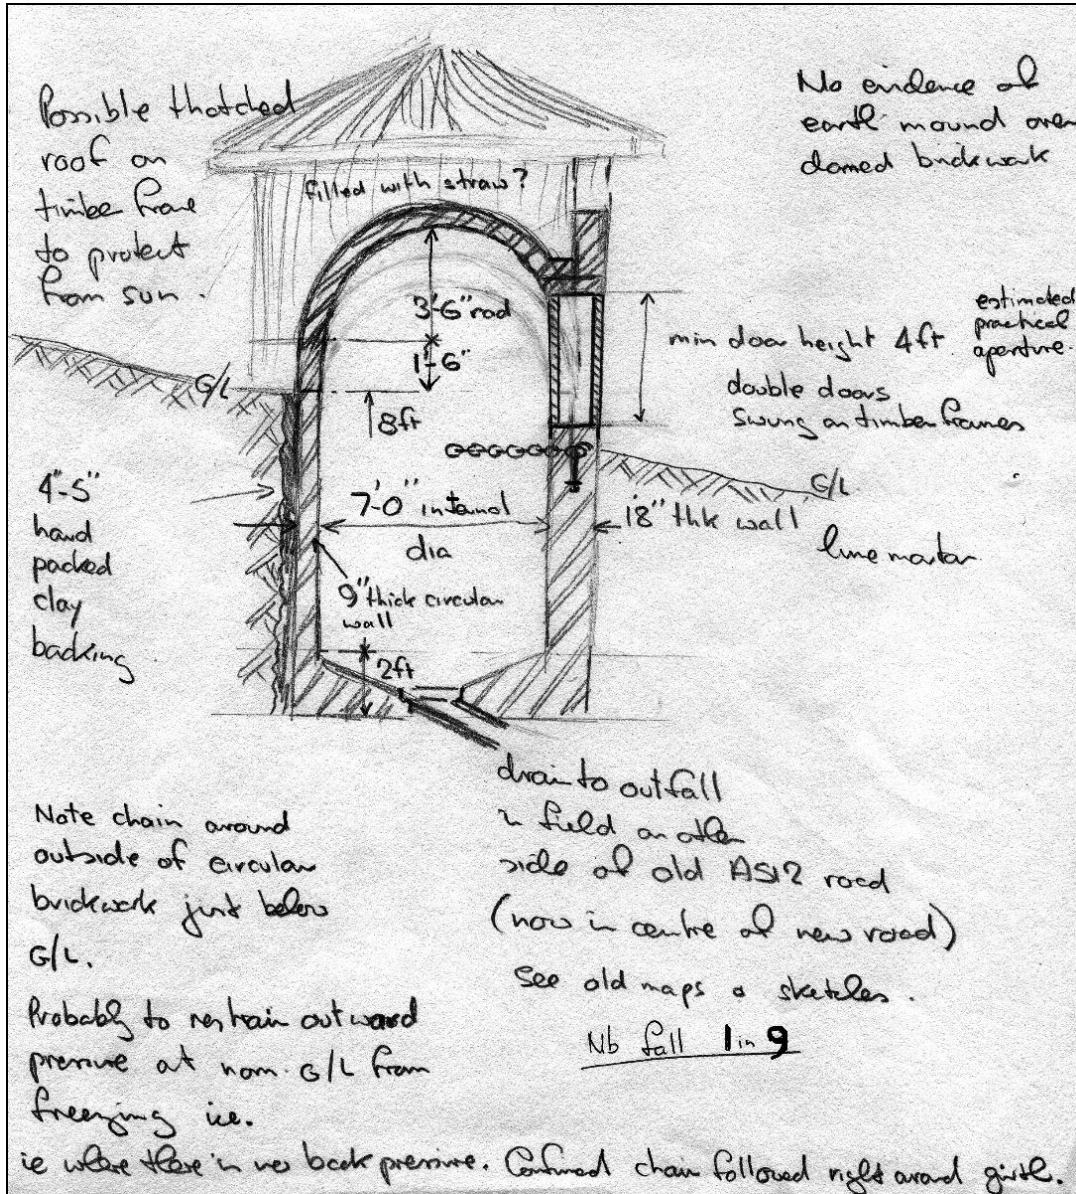 Possible thatched
roof on
timber frame
to protect
from sun.
No evidence of
earth mound over
domed brickwork
filled with straw?
3'-6" rad
1'-6"
G/L
8ft
min door height 4ft
estimated
practical
aperture.
double doors
swung on timber frames
4"-5"
hand
packed
clay
backing
7'-0" internal
dia
18" thk wall
G/L
lime mortar
9" thick circular
wall
2ft
drain to outfall
in field on other
side of old A512 road
(now in centre of new road)
See old maps & sketches.
Nb fall 1 in 9
Note chain around
outside of circular
brickwork just below
G/L.
Probably to restrain outward
pressure at nom. G/L from
freezing ice.
ie where there is no back pressure. Confirmed chain followed right around girth.